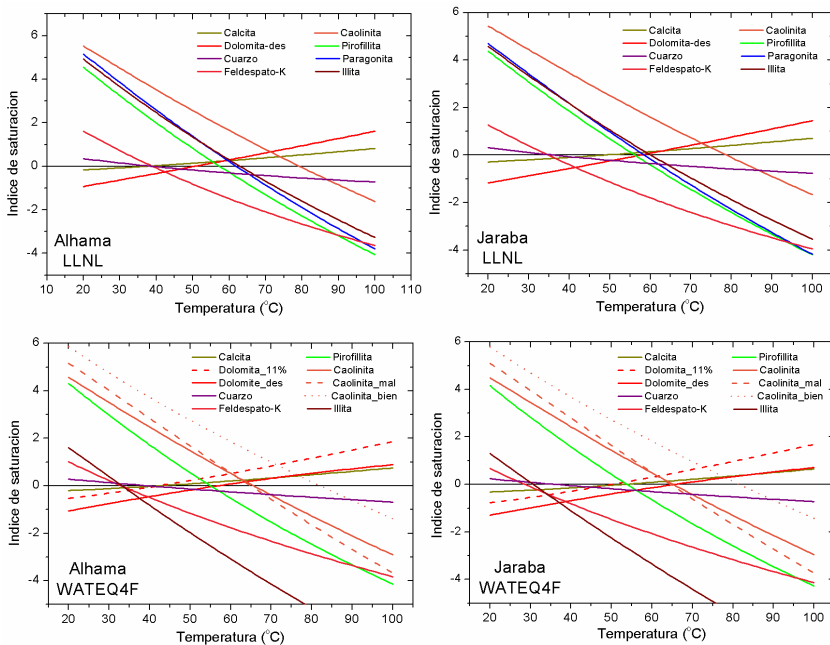 6
4
2
0
-2
-4
Indice de saturacion
Calcita
Dolomita-des
Cuarzo
Feldespato-K
Caolinita
Pirofillita
Paragonita
Illita
Alhama
LLNL
10 20 30 40 50 60 70 80 90 100 110
Temperatura (°C)
6
4
2
0
-2
-4
Indice de saturacion
Calcita
Dolomita-des
Cuarzo
Feldespato-K
Caolinita
Pirofillita
Paragonita
Illita
Jaraba
LLNL
20 30 40 50 60 70 80 90 100
Temperatura (°C)
6
4
2
0
-2
-4
Indice de saturacion
Calcita
Dolomita_11%
Dolomite_des
Cuarzo
Feldespato-K
Pirofillita
Caolinita
Caolinita_mal
Caolinita_bien
Illita
Alhama
WATEQ4F
20 30 40 50 60 70 80 90 100
Temperatura (°C)
6
4
2
0
-2
-4
Indice de saturacion
Calcita
Dolomita_11%
Dolomite_des
Cuarzo
Feldespato-K
Pirofillita
Caolinita
Caolinita_mal
Caolinita_bien
Illita
Jaraba
WATEQ4F
20 30 40 50 60 70 80 90 100
Temperatura (°C)